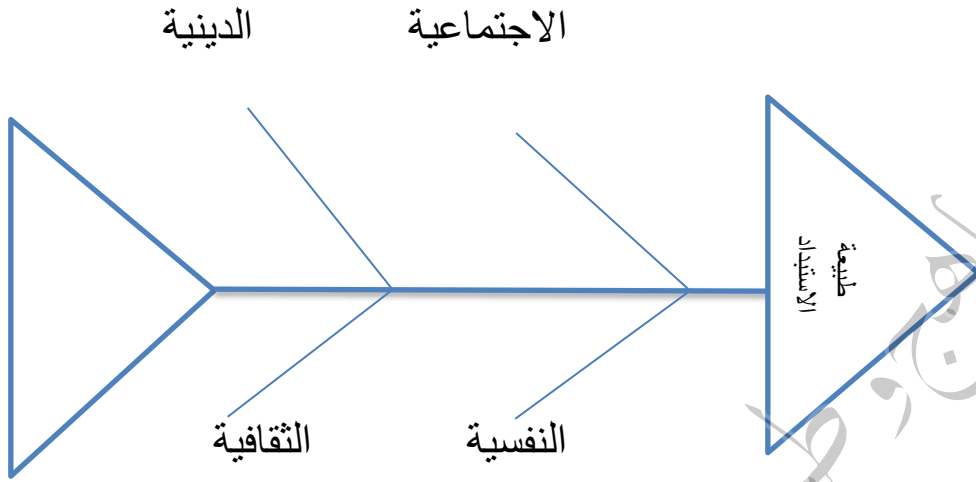 الاجتماعية
الدينية
طبيعة
الاستبداد
النفسية
الثقافية